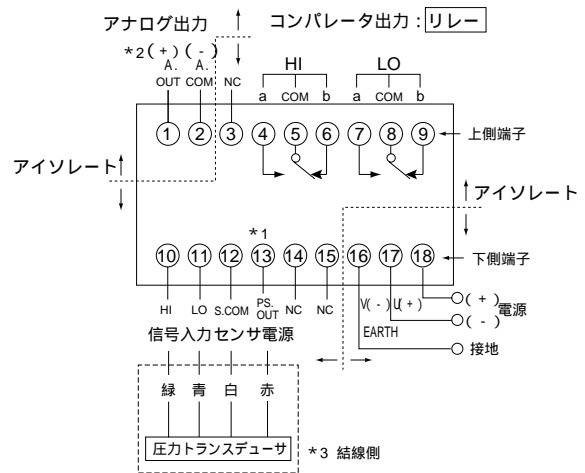 アナログ出力
コンパレータ出力：リレー
*2(+)(-)
HI LO
A. A.
OUT COM NC a COM b a COM b
1 2 3 4 5 6 7 8 9 上側端子
アイソレート
アイソレート
*1
10 11 12 13 14 15 16 17 18 下側端子
HI LO S.COM PS. OUT NC NC V(-) U(+)
(+)
電源
(-)
EARTH
接地
信号入力 センサ電源
緑 青 白 赤
圧力トランスデューサ
*3 結線側